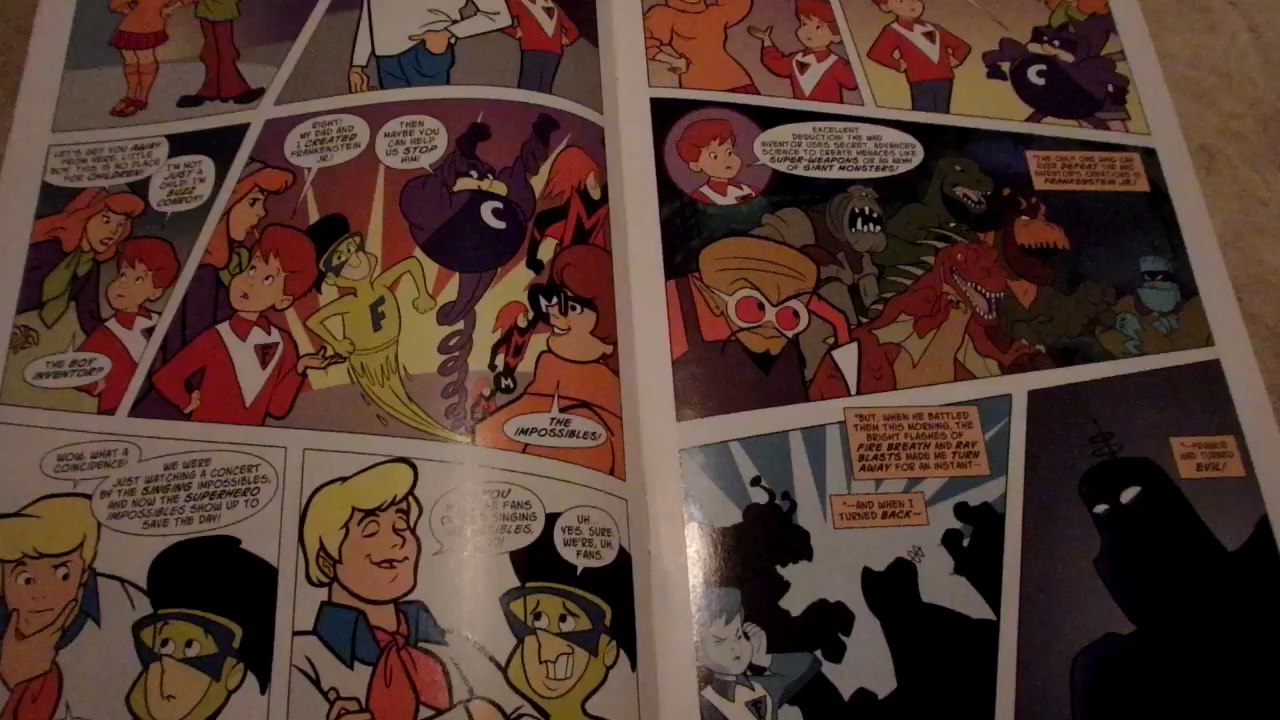 LET'S GET YOU AWAY
FROM HERE, LITTLE
BOY. THIS IS NO PLACE
FOR CHILDREN!
I'M NOT
JUST A
CHILD! I'M
BUZZ
CONROY!
THE BOY
INVENTOR?
RIGHT!
MY DAD AND
I CREATED
FRANKENSTEIN
JR.!
THEN
MAYBE YOU
CAN HELP
US STOP
HIM!
F
C
M
M
F
THE
IMPOSSIBLES!
WOW, WHAT A
COINCIDENCE!
WE WERE
JUST WATCHING A CONCERT
BY THE SINGING IMPOSSIBLES,
AND NOW THE SUPERHERO
IMPOSSIBLES SHOW UP TO
SAVE THE DAY!
YOU
FANS
SINGING
UH...
YES. SURE.
WE'RE, UH,
FANS.
C
EXCELLENT
DEDUCTION! THE MAD
INVENTOR USES SECRET, ADVANCED
SCIENCE TO CREATE MENACES LIKE
SUPER-WEAPONS OR AN ARMY
OF GIANT MONSTERS!
"THE ONLY ONE WHO CAN
EVER DEFEAT THE MAD
INVENTOR'S CREATIONS IS
FRANKENSTEIN JR.!
"BUT, WHEN HE BATTLED
THEM THIS MORNING, THE
BRIGHT FLASHES OF
FIRE BREATH AND RAY
BLASTS MADE ME TURN
AWAY FOR AN INSTANT--
"--AND WHEN I
TURNED BACK--
F
"--FRANKIE
HAD TURNED
EVIL!